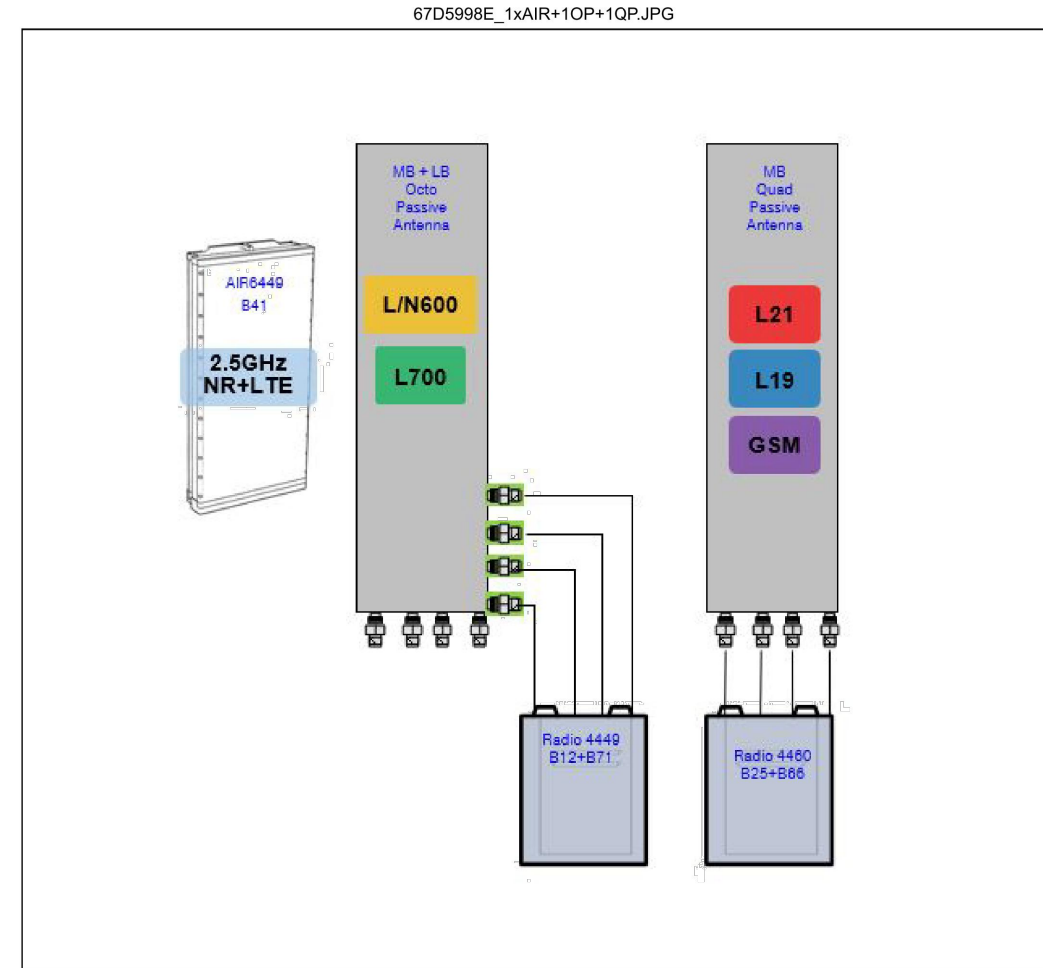 67D5998E_1xAIR+1OP+1QP.JPG
AIR6449
B41
2.5GHz
NR+LTE
MB + LB
Octo
Passive
Antenna
L/N600
L700
MB
Quad
Passive
Antenna
L21
L19
GSM
Radio 4449
B12+B71
Radio 4460
B25+B66